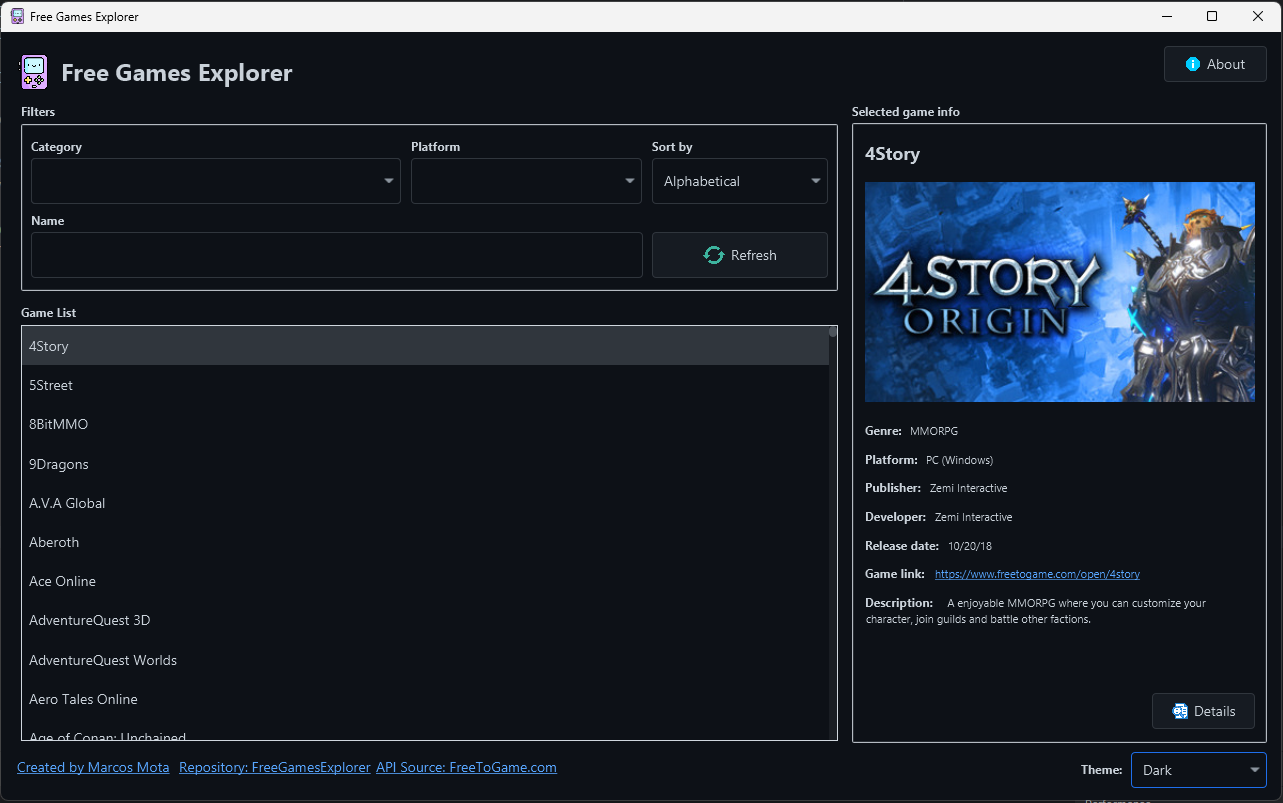 Free Games Explorer
Free Games Explorer
About
Filters
Category
Platform
Sort by
Alphabetical
Name
Refresh
Game List
4Story
5Street
8BitMMO
9Dragons
A.V.A Global
Aberoth
Ace Online
AdventureQuest 3D
AdventureQuest Worlds
Aero Tales Online
Age of Conan: Unchained
Selected game info
4Story
4STORY
ORIGIN
Genre: MMORPG
Platform: PC (Windows)
Publisher: Zemi Interactive
Developer: Zemi Interactive
Release date: 10/20/18
Game link: https://www.freetogame.com/open/4story
Description: A enjoyable MMORPG where you can customize your
character, join guilds and battle other factions.
Details
Created by Marcos Mota Repository: FreeGamesExplorer API Source: FreeToGame.com
Theme: Dark